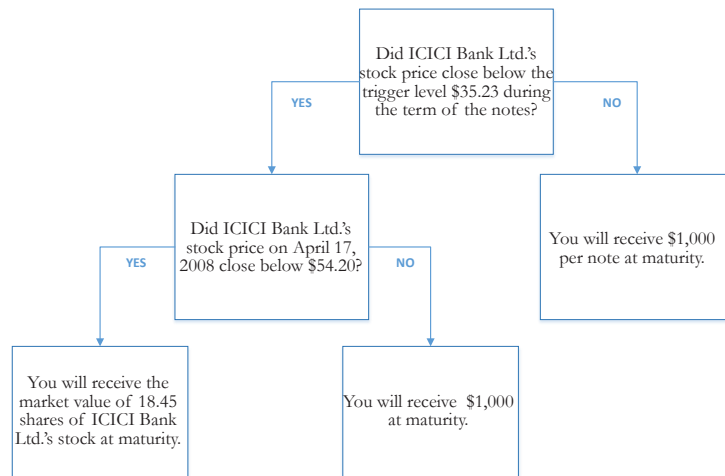 Did ICICI Bank Ltd.'s
stock price close below the
trigger level $35.23 during
the term of the notes?
YES
NO
Did ICICI Bank Ltd.'s
stock price on April 17,
2008 close below $54.20?
You will receive $1,000
per note at maturity.
YES
NO
You will receive the
market value of 18.45
shares of ICICI Bank
Ltd.'s stock at maturity.
You will receive $1,000
at maturity.